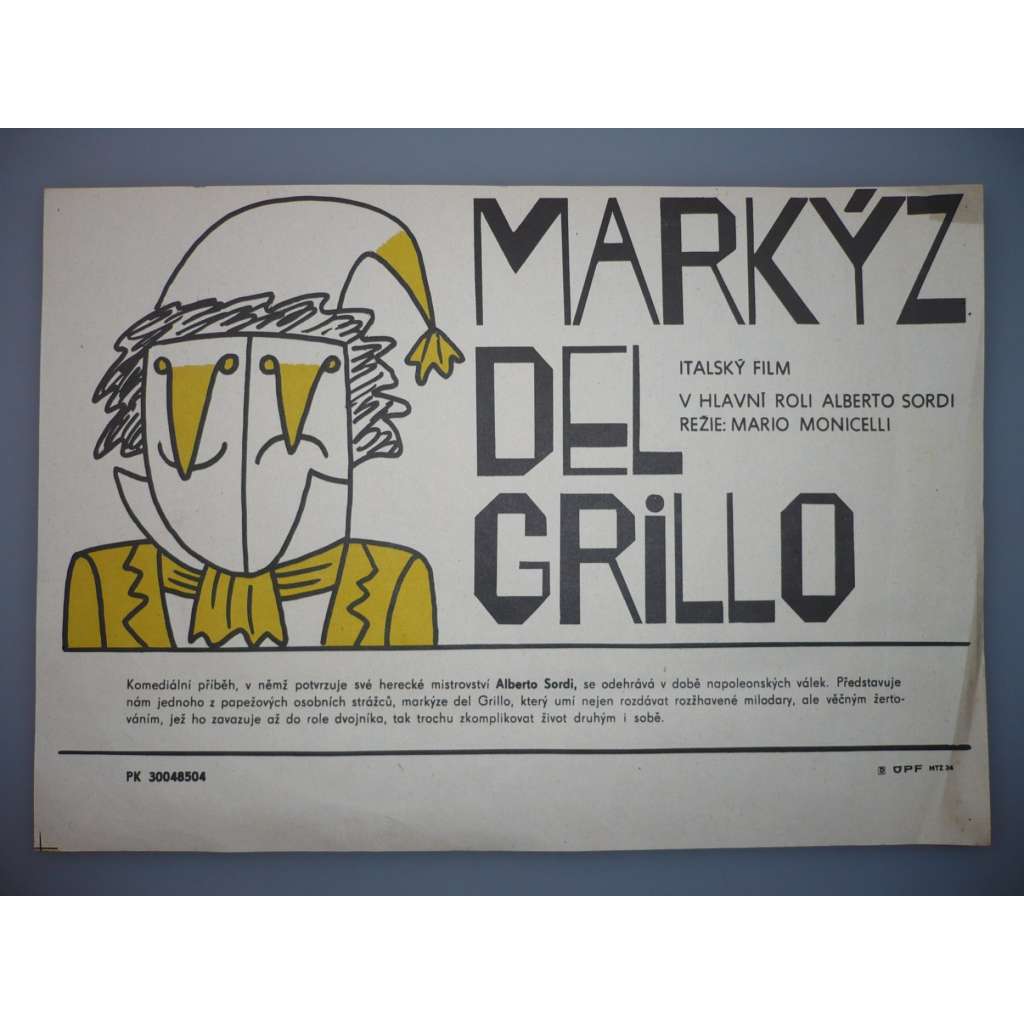 MARKÝZ
DEL
GRiLLO
ITALSKÝ FILM
V HLAVNÍ ROLI ALBERTO SORDI
REŽIE: MARIO MONICELLI
Komediální příběh, v němž potvrzuje své herecké mistrovství Alberto Sordi, se odehrává v době napoleonských válek. Představuje
nám jednoho z papežových osobních strážců, markýze del Grillo, který umí nejen rozdávat rozžhavené milodary, ale věčným žerto-
váním, jež ho zavazuje až do role dvojníka, tak trochu zkomplikovat život druhým i sobě.
PK 30048504
ÚPF MTZ 34